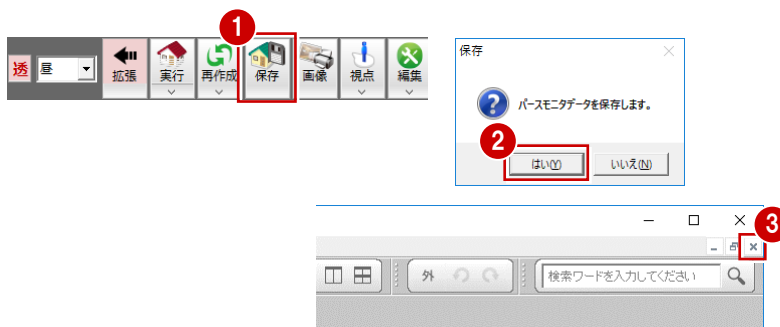 1
透 昼 拡張 実行 再作成 保存 画像 視点 編集
保存
パースモニタデータを保存します。
2
はい(Y) いいえ(N)
3
外 検索ワードを入力してください